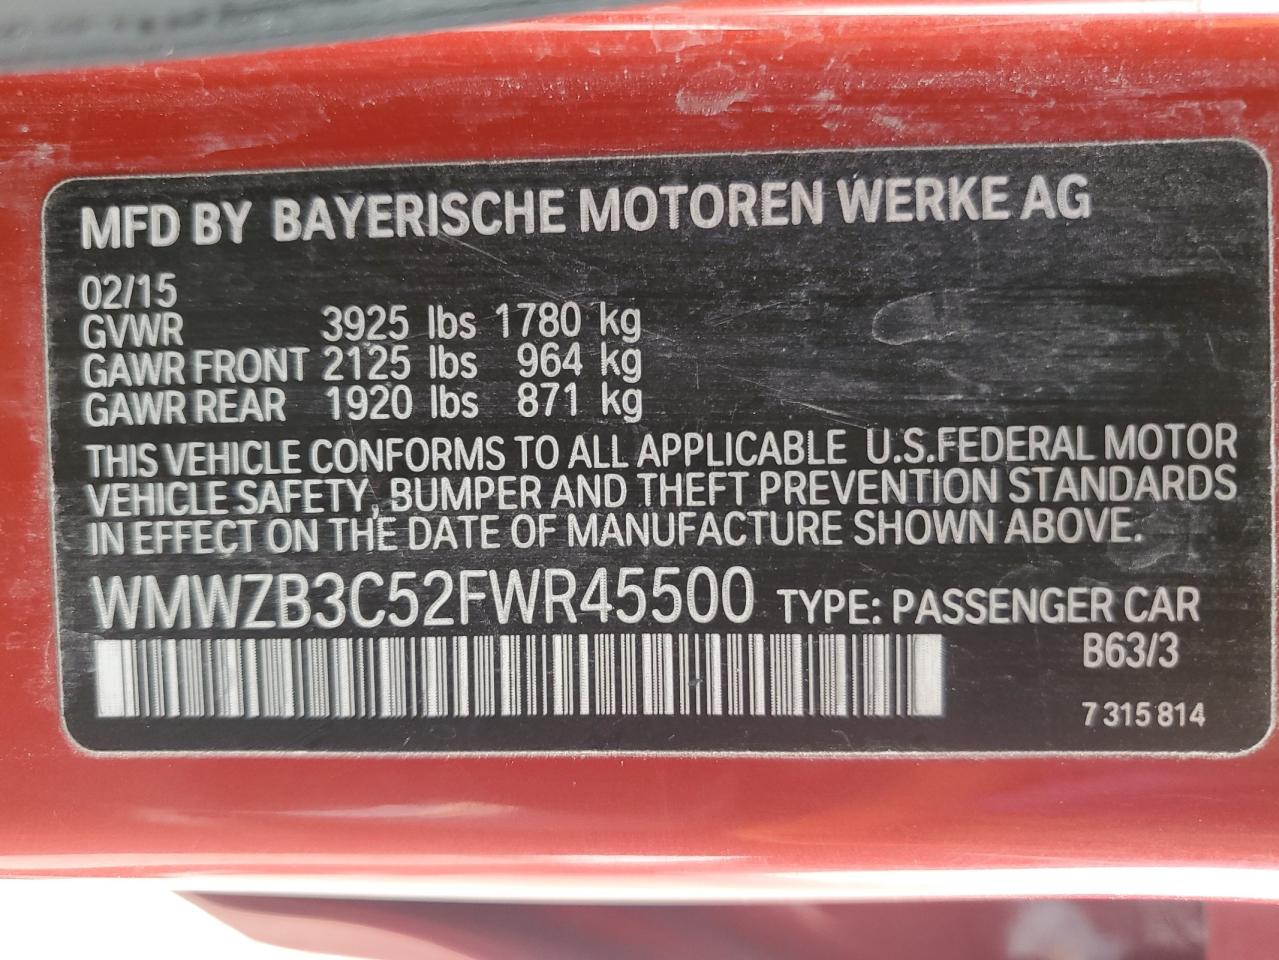 MFD BY BAYERISCHE MOTOREN WERKE AG
02/15
GVWR 3925 lbs 1780 kg
GAWR FRONT 2125 lbs 964 kg
GAWR REAR 1920 lbs 871 kg
THIS VEHICLE CONFORMS TO ALL APPLICABLE U.S.FEDERAL MOTOR
VEHICLE SAFETY, BUMPER AND THEFT PREVENTION STANDARDS
IN EFFECT ON THE DATE OF MANUFACTURE SHOWN ABOVE.
WMWZB3C52FWR45500 TYPE: PASSENGER CAR
B63/3
7 315 814